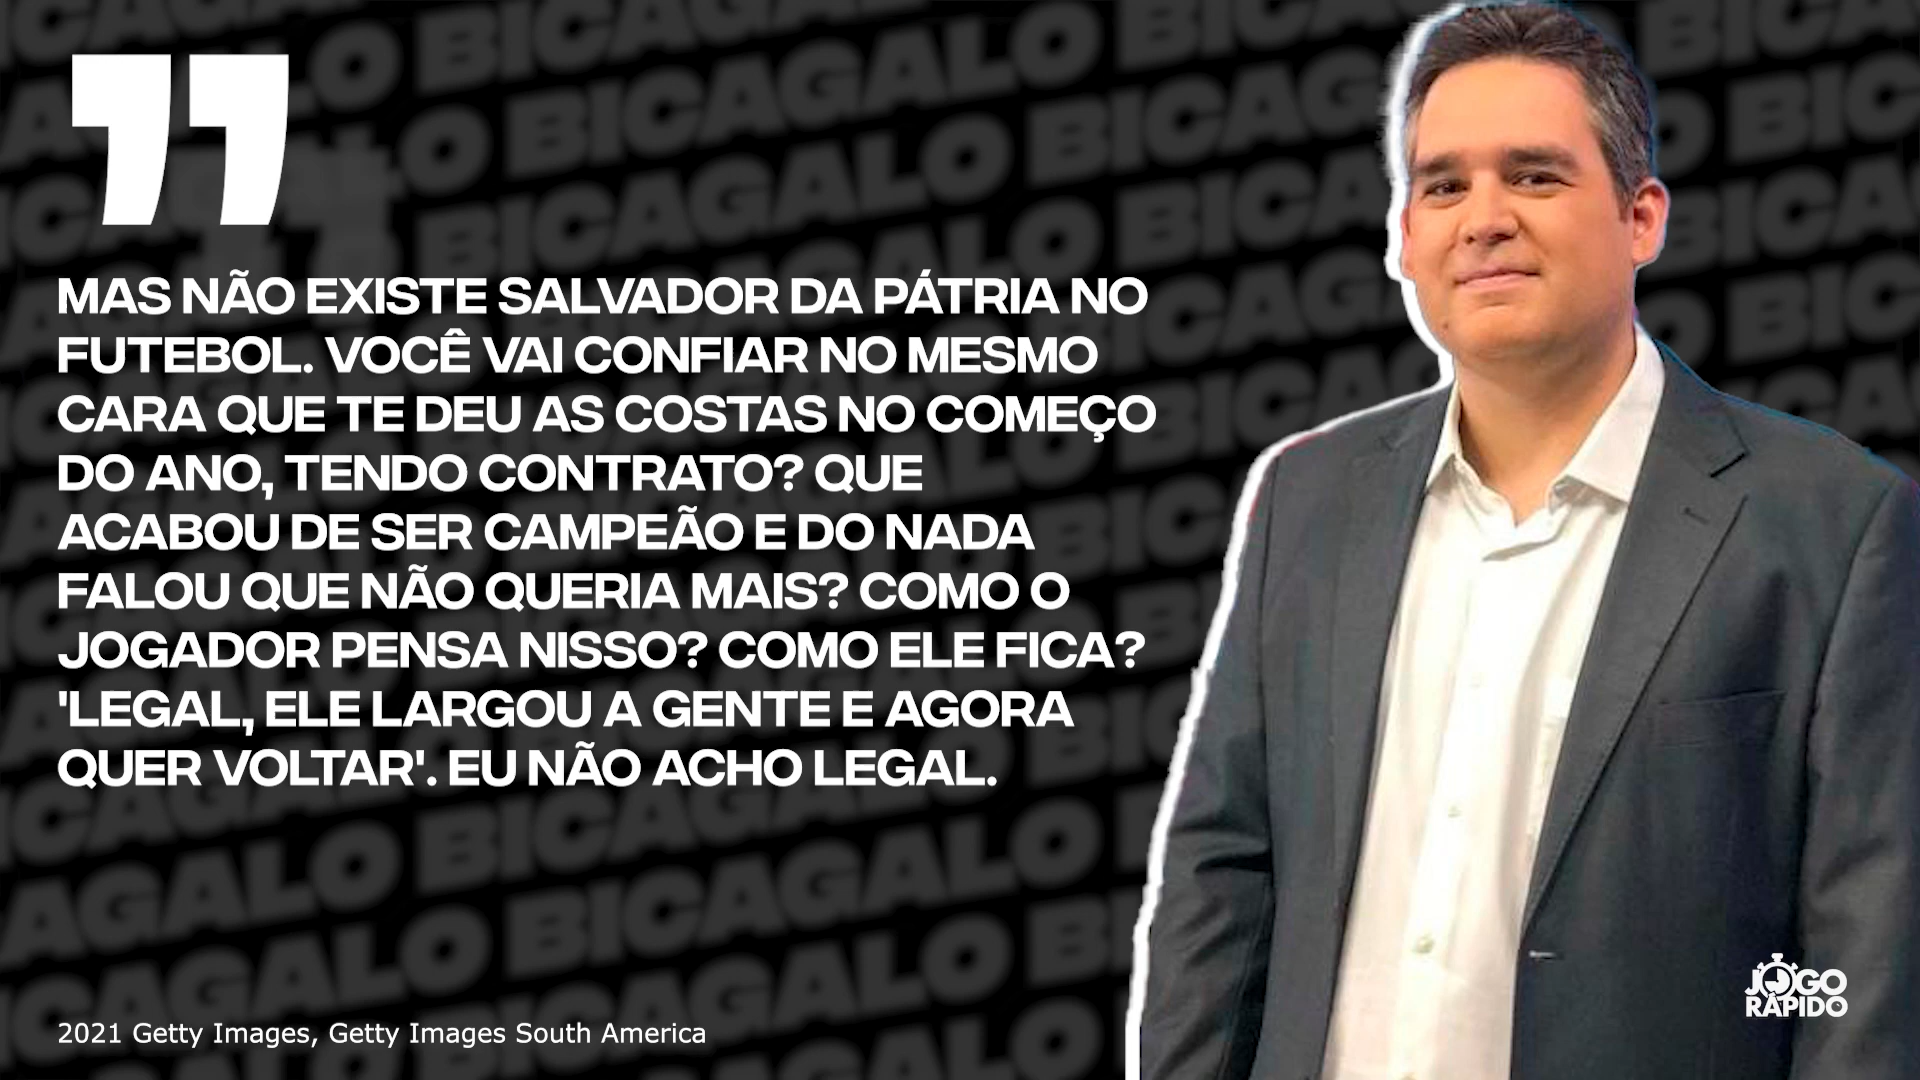 MAS NÃO EXISTE SALVADOR DA PÁTRIA NO
FUTEBOL. VOCÊ VAI CONFIAR NO MESMO
CARA QUE TE DEU AS COSTAS NO COMEÇO
DO ANO, TENDO CONTRATO? QUE
ACABOU DE SER CAMPEÃO E DO NADA
FALOU QUE NÃO QUERIA MAIS? COMO O
JOGADOR PENSA NISSO? COMO ELE FICA?
'LEGAL, ELE LARGOU A GENTE E AGORA
QUER VOLTAR'. EU NÃO ACHO LEGAL.
2021 Getty Images, Getty Images South America
JOGO
RÁPIDO